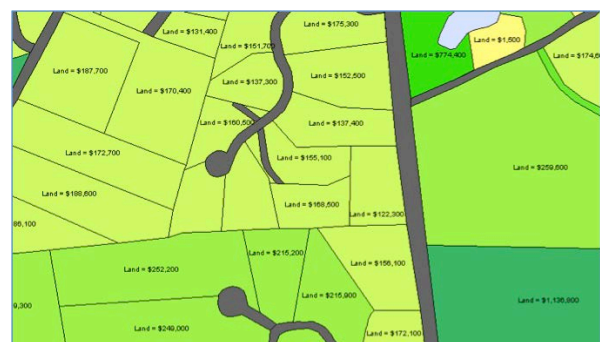 Land = $175,300
Land = $131,400
Land = $151,700
Land = $1,500
Land = $774,400
Land = $174,6
Land = $187,700
Land = $137,300
Land = $152,500
Land = $170,400
Land = $160,500
Land = $137,400
Land = $172,700
Land = $155,100
Land = $259,600
Land = $188,600
Land = $168,500
Land = $122,300
86,100
Land = $215,200
Land = $156,100
Land = $252,200
Land = $215,900
Land = $1,136,900
9,300
Land = $249,000
Land = $172,100